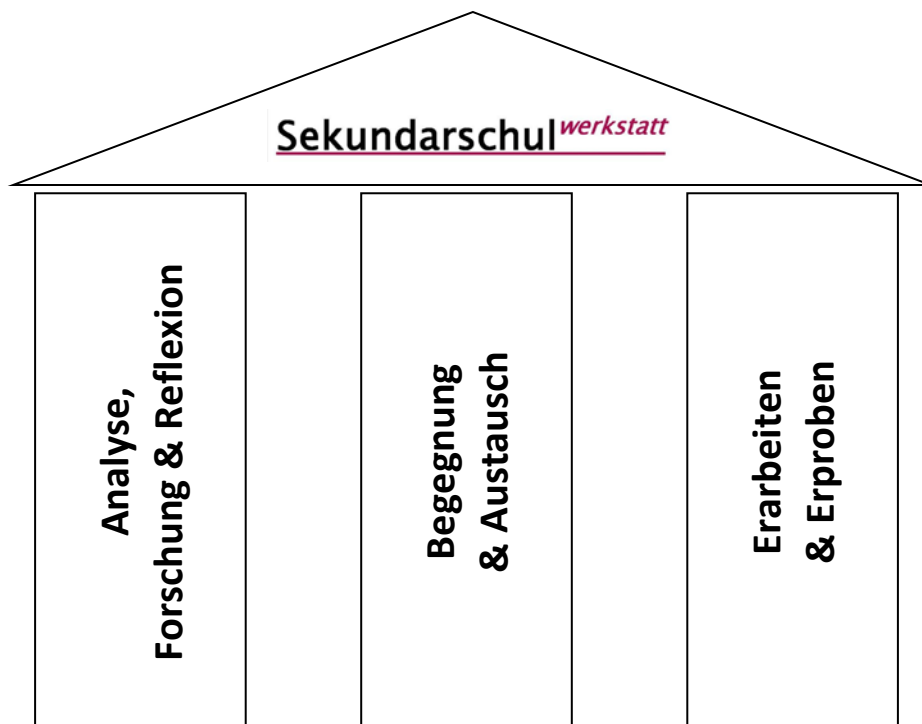 Sekundarschulwerkstatt
Analyse,
Forschung & Reflexion
Begegnung
& Austausch
Erarbeiten
& Erproben